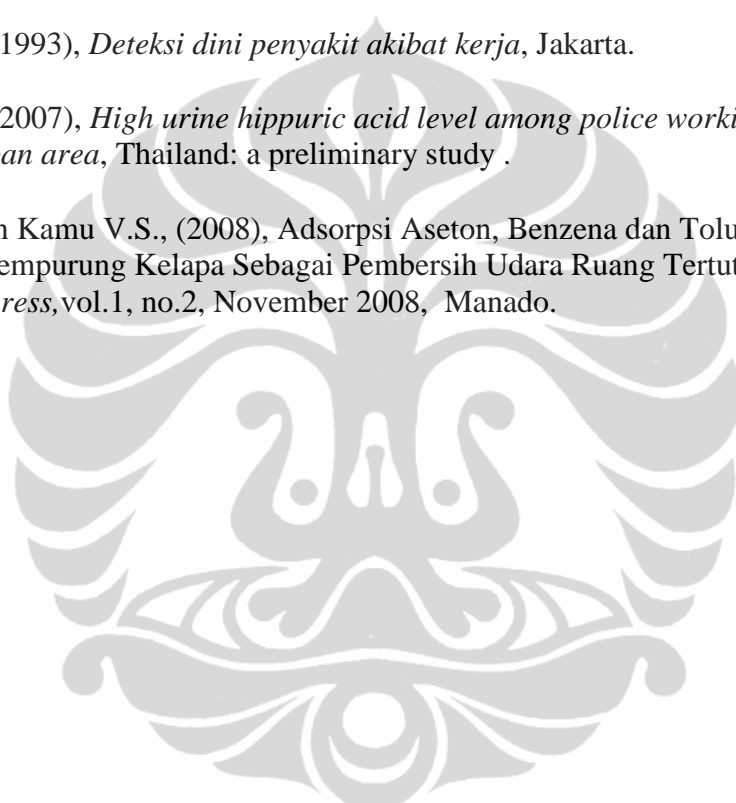 1993), Deteksi dini penyakit akibat kerja, Jakarta.
2007), High urine hippuric acid level among police worki
an area, Thailand: a preliminary study .
Kamu V.S., (2008), Adsorpsi Aseton, Benzena dan Tolu
empurung Kelapa Sebagai Pembersih Udara Ruang Tertut
ress,vol.1, no.2, November 2008, Manado.